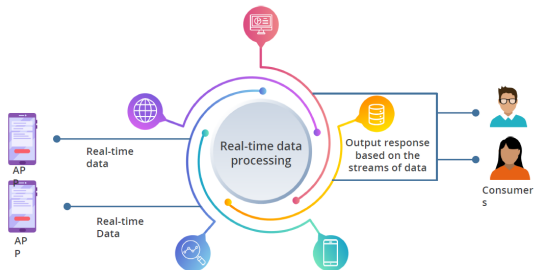 Real-time data
processing
Real-time
data
AP
Real-time
Data
AP
P
Output response
based on the
streams of data
Consumer
s